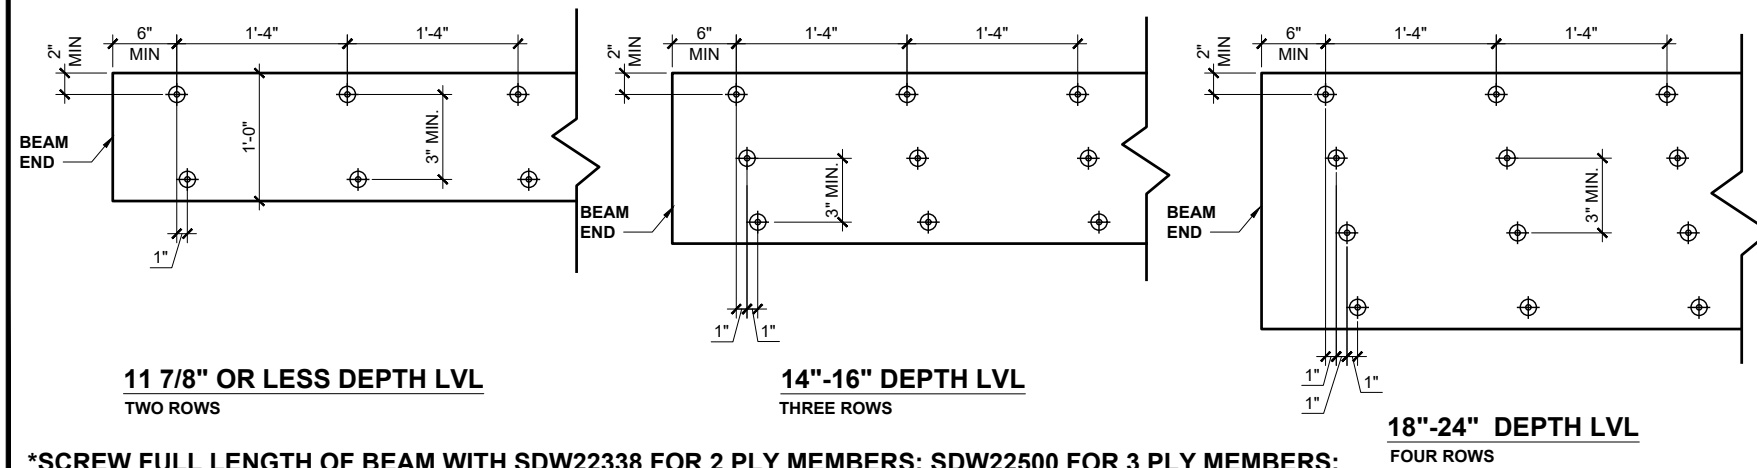 6"
MIN
1'-4"
1'-4"
2"
MIN
BEAM
END
1'-0"
3" MIN.
1"
11 7/8" OR LESS DEPTH LVL
TWO ROWS
6"
MIN
1'-4"
1'-4"
2"
MIN
BEAM
END
3" MIN.
1"
1"
14"-16" DEPTH LVL
THREE ROWS
6"
MIN
1'-4"
1'-4"
2"
MIN
BEAM
END
3" MIN.
1"
1"
1"
18"-24" DEPTH LVL
FOUR ROWS
*SCREW FULL LENGTH OF BEAM WITH SDW22338 FOR 2 PLY MEMBERS; SDW22500 FOR 3 PLY MEMBERS;